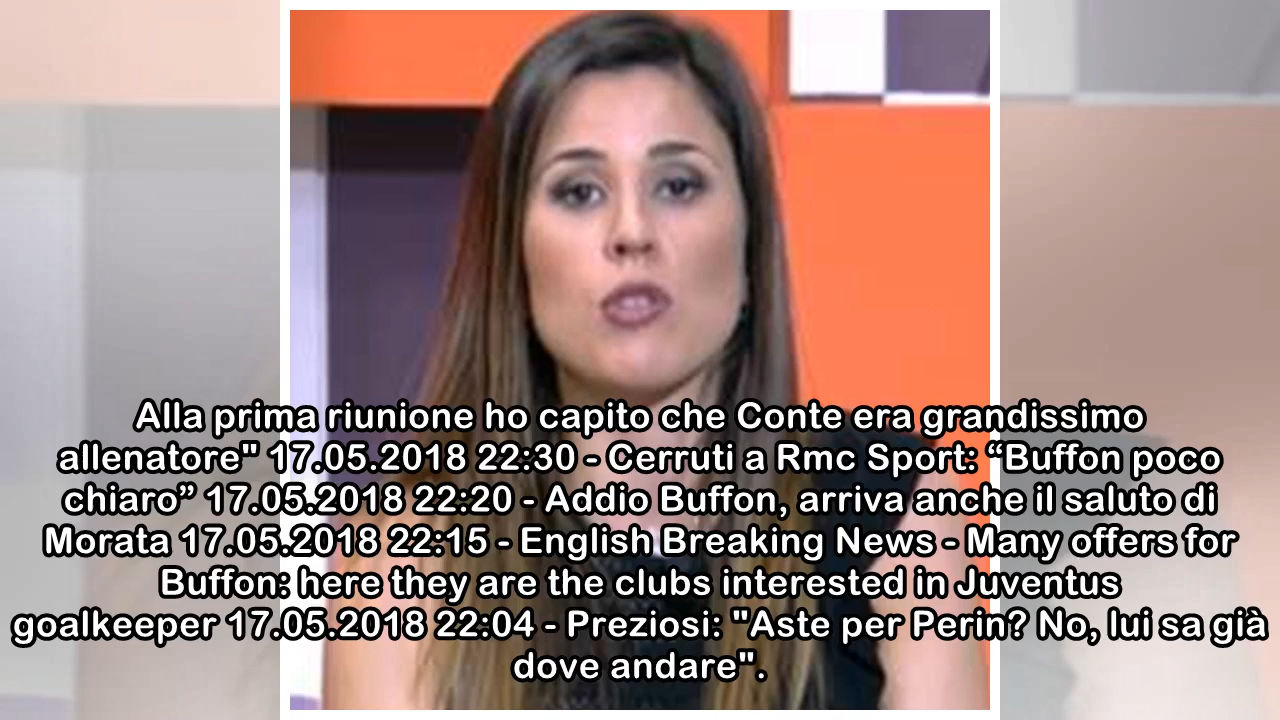 Alla prima riunione ho capito che Conte era grandissimo
allenatore" 17.05.2018 22:30 - Cerruti a Rmc Sport: “Buffon poco
chiaro” 17.05.2018 22:20 - Addio Buffon, arriva anche il saluto di
Morata 17.05.2018 22:15 - English Breaking News - Many offers for
Buffon: here they are the clubs interested in Juventus
goalkeeper 17.05.2018 22:04 - Preziosi: "Aste per Perin? No, lui sa già
dove andare".